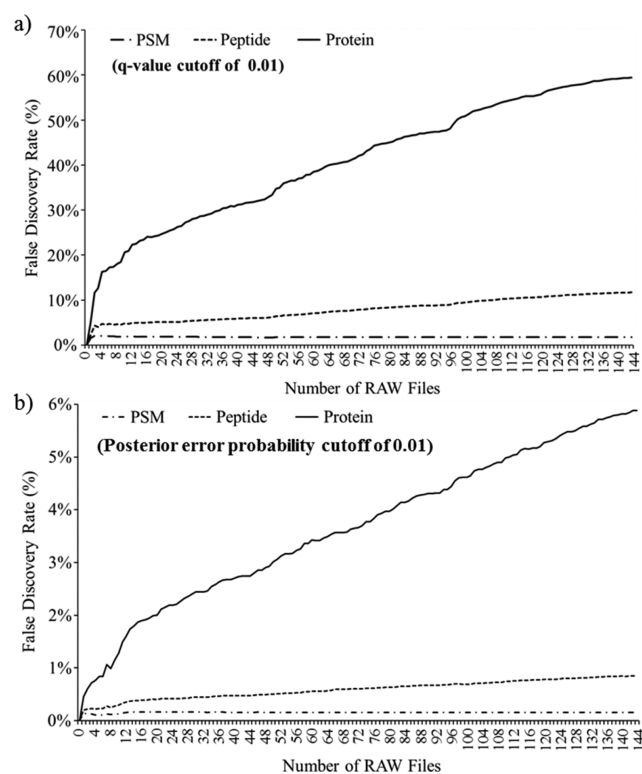 a)
70%
60%
50%
40%
30%
20%
10%
0%
False Discovery Rate (%)
PSM Peptide Protein
(q-value cutoff of 0.01)
0 4 8 12 16 20 24 28 32 36 40 44 48 52 56 60 64 68 72 76 80 84 88 92 96 100 104 108 112 116 120 124 128 132 136 140 144
Number of RAW Files
b)
6%
5%
4%
3%
2%
1%
0%
False Discovery Rate (%)
PSM Peptide Protein
(Posterior error probability cutoff of 0.01)
0 4 8 12 16 20 24 28 32 36 40 44 48 52 56 60 64 68 72 76 80 84 88 92 96 100 104 108 112 116 120 124 128 132 136 140 144
Number of RAW Files